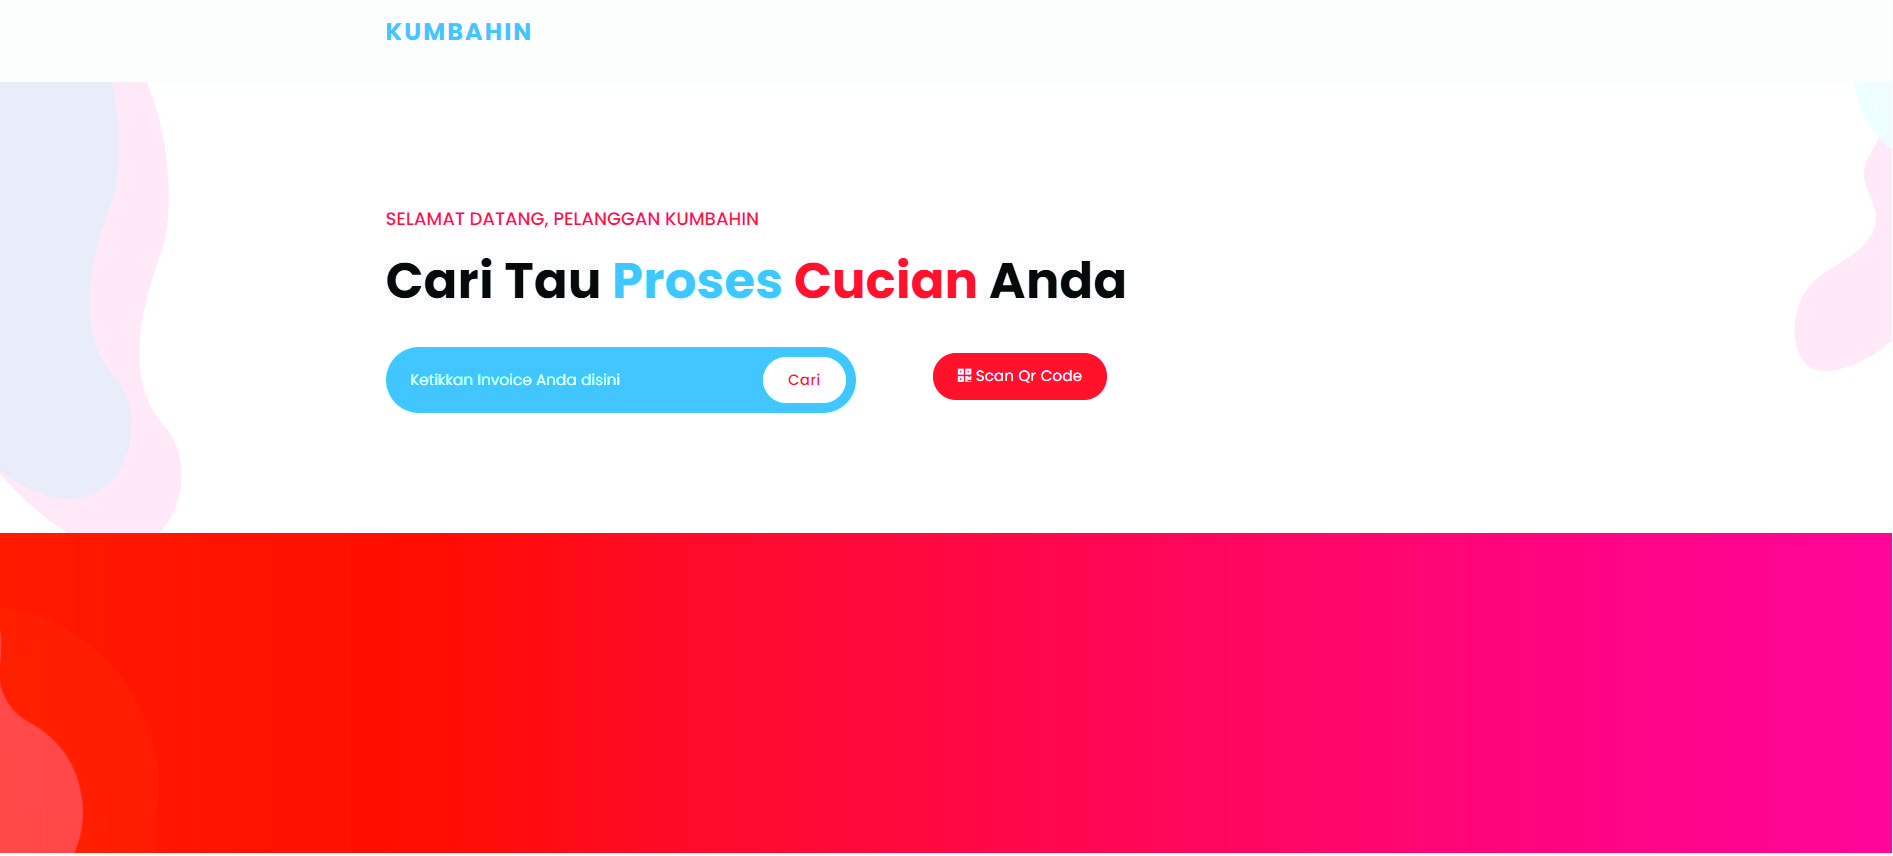 KUMBAHIN
SELAMAT DATANG, PELANGGAN KUMBAHIN
Cari Tau Proses Cucian Anda
Ketikkan Invoice Anda disini
Cari
Scan Qr Code